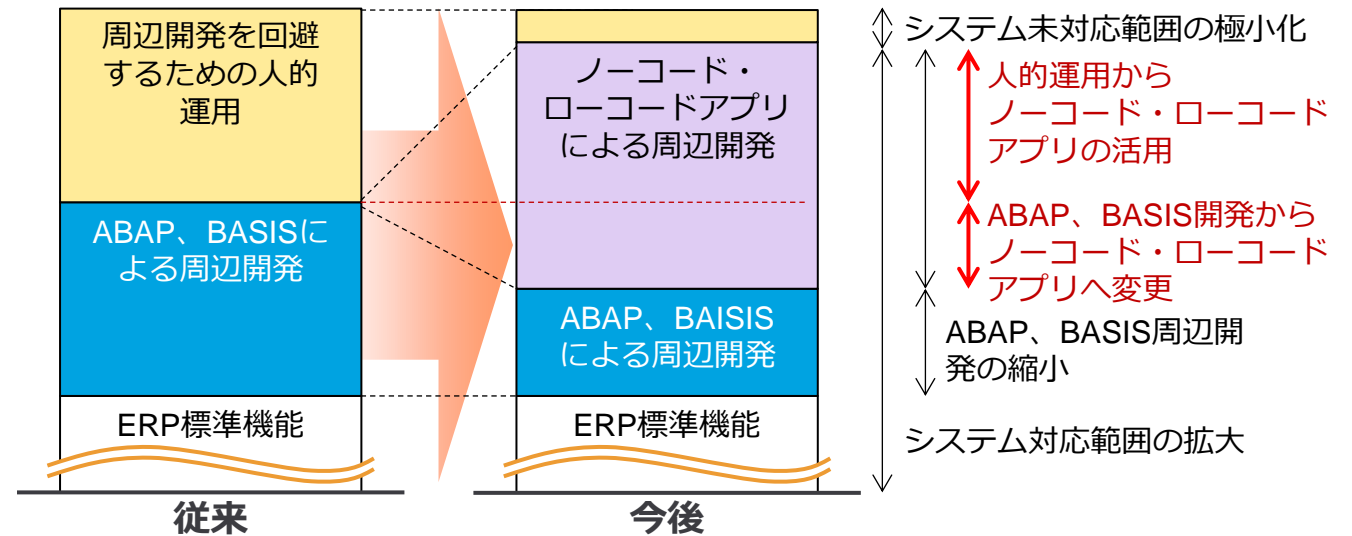 周辺開発を回避
するための人的
運用
ABAP、BASISに
よる周辺開発
ERP標準機能
従来
ノーコード・
ローコードアプリ
による周辺開発
ABAP、BAISIS
による周辺開発
ERP標準機能
今後
システム未対応範囲の極小化
人的運用から
ノーコード・ローコード
アプリの活用
ABAP、BASIS開発から
ノーコード・ローコード
アプリへ変更
ABAP、BASIS周辺開
発の縮小
システム対応範囲の拡大